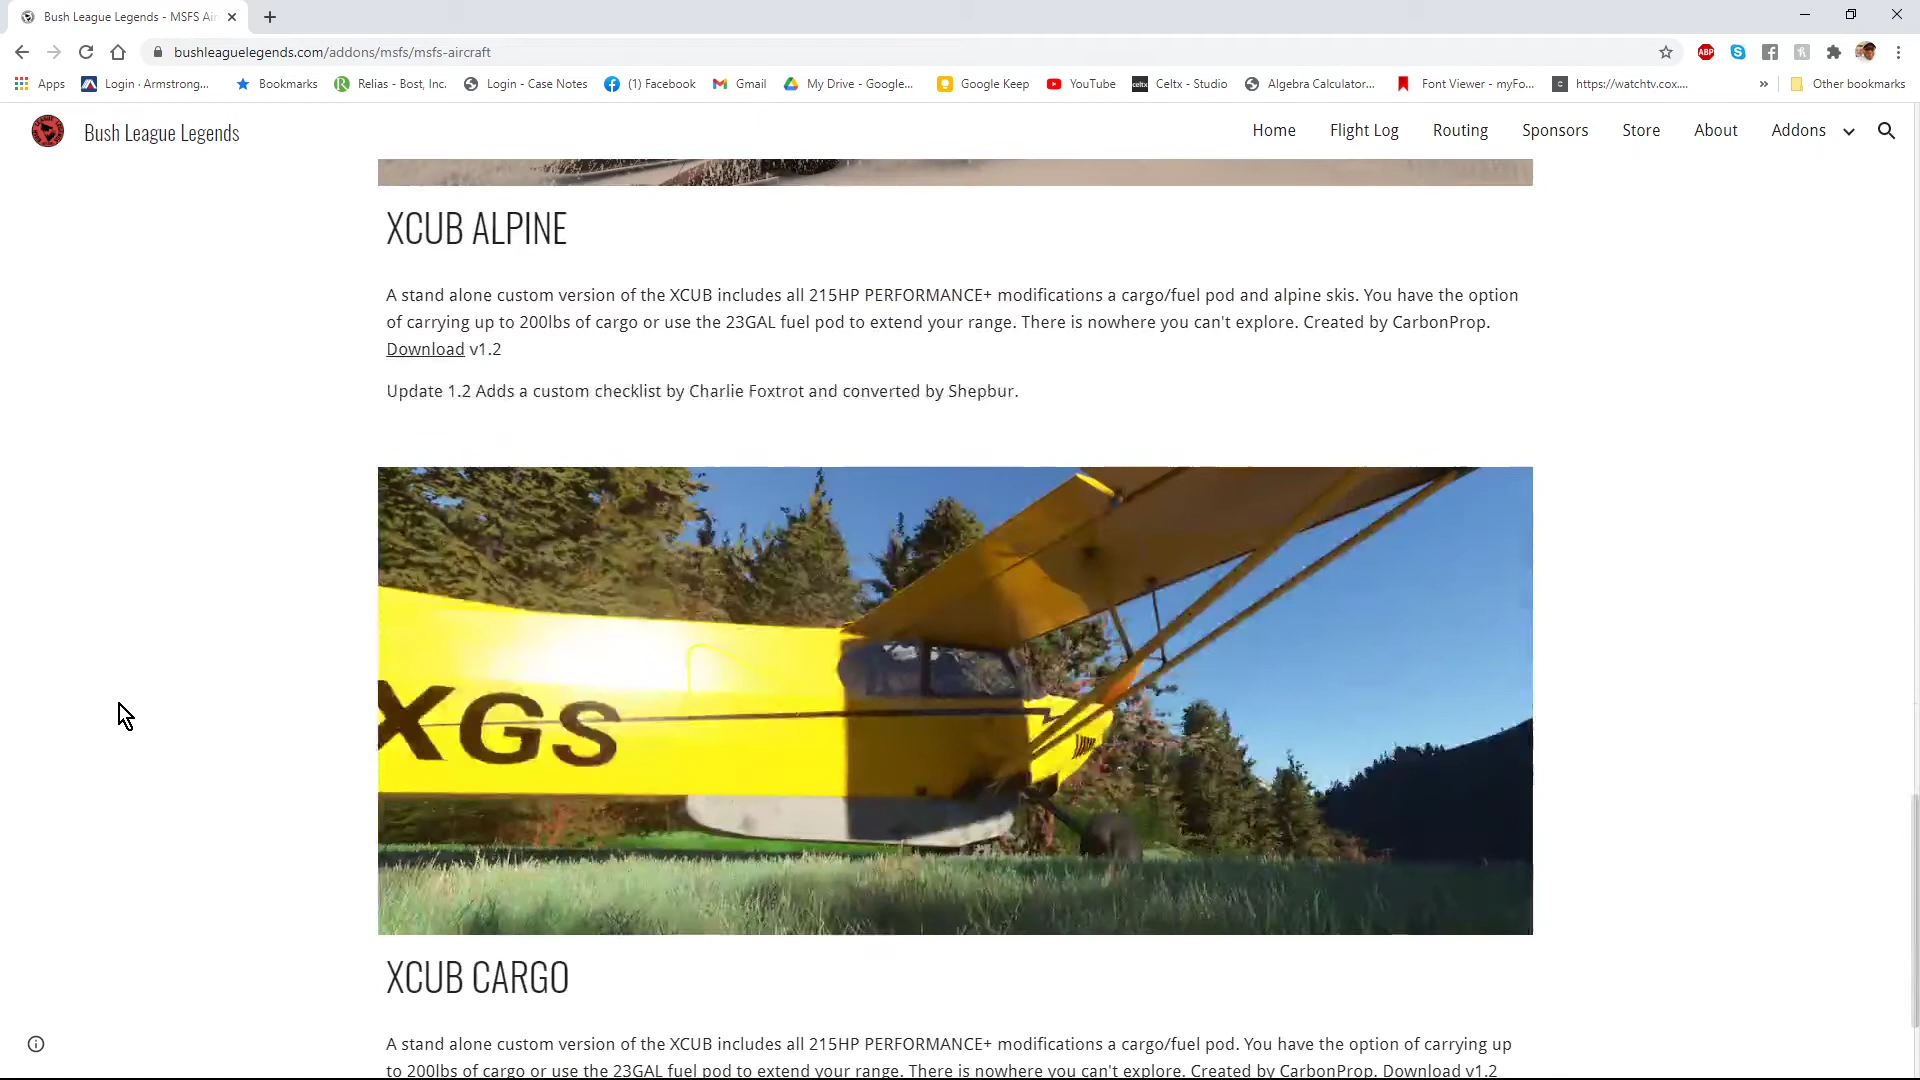 Bush League Legends - MSFS Air
bushleaguelegends.com/addons/msfs/msfs-aircraft
ABP
Apps
Login · Armstrong...
Bookmarks
Relias - Bost, Inc.
Login - Case Notes
(1) Facebook
Gmail
My Drive - Google...
Google Keep
YouTube
celtx
Celtx - Studio
Algebra Calculator...
Font Viewer - myFo...
https://watchtv.cox....
»
Other bookmarks
Bush League Legends
Home
Flight Log
Routing
Sponsors
Store
About
Addons
XCUB ALPINE
A stand alone custom version of the XCUB includes all 215HP PERFORMANCE+ modifications a cargo/fuel pod and alpine skis. You have the option
of carrying up to 200lbs of cargo or use the 23GAL fuel pod to extend your range. There is nowhere you can't explore. Created by CarbonProp.
Download v1.2
Update 1.2 Adds a custom checklist by Charlie Foxtrot and converted by Shepbur.
XGS
XCUB CARGO
A stand alone custom version of the XCUB includes all 215HP PERFORMANCE+ modifications a cargo/fuel pod. You have the option of carrying up
to 200lbs of cargo or use the 23GAL fuel pod to extend your range. There is nowhere you can't explore. Created by CarbonProp. Download v1.2